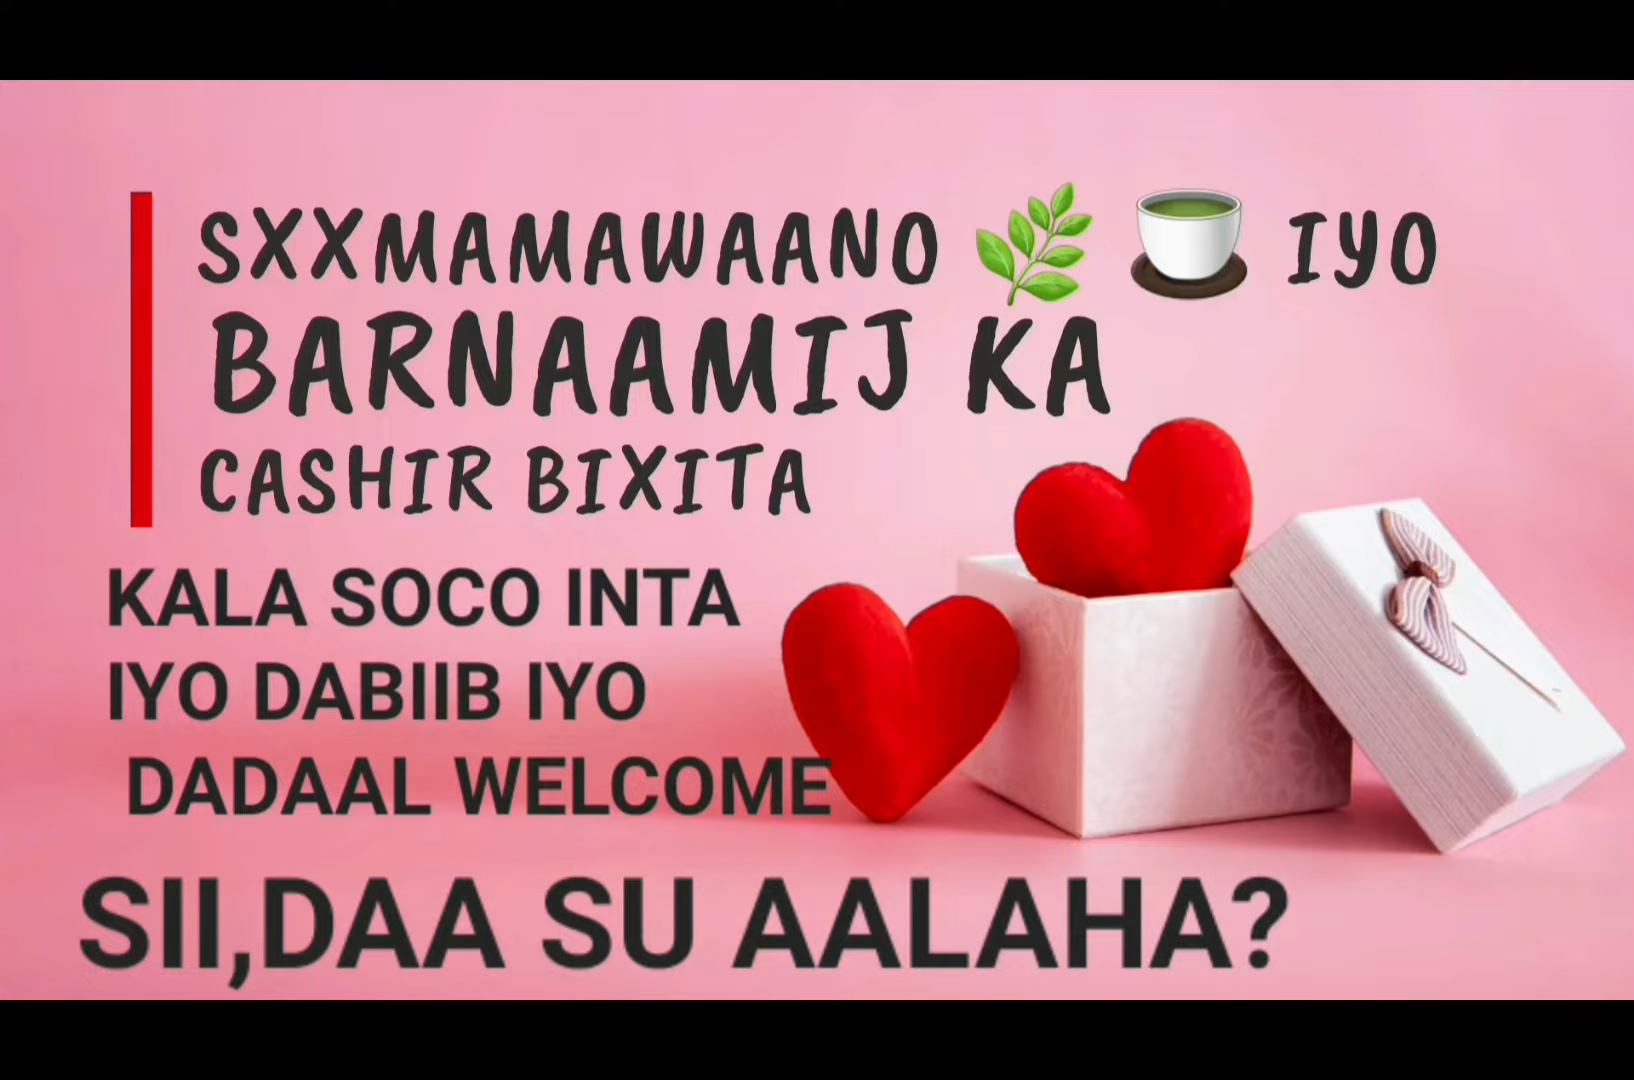 SXXMAMAWAANO 🌿 🍵 IYO
BARNAAMIJ KA
CASHIR BIXITA
KALA SOCO INTA
IYO DABIIB IYO
DADAAL WELCOME
SII,DAA SU AALAHA?